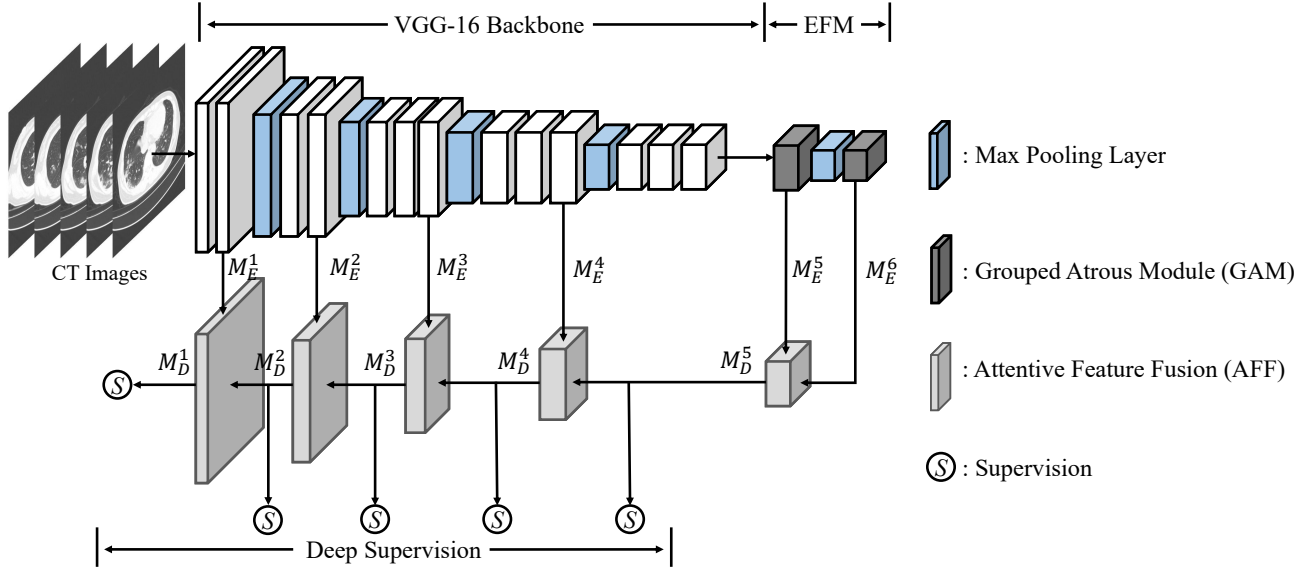 VGG-16 Backbone
EFM
CT Images
: Max Pooling Layer
: Grouped Atrous Module (GAM)
: Attentive Feature Fusion (AFF)
Ⓢ : Supervision
M_E^1
M_E^2
M_E^3
M_E^4
M_E^5
M_E^6
M_D^1
M_D^2
M_D^3
M_D^4
M_D^5
Ⓢ
Ⓢ
Ⓢ
Ⓢ
Ⓢ
Deep Supervision